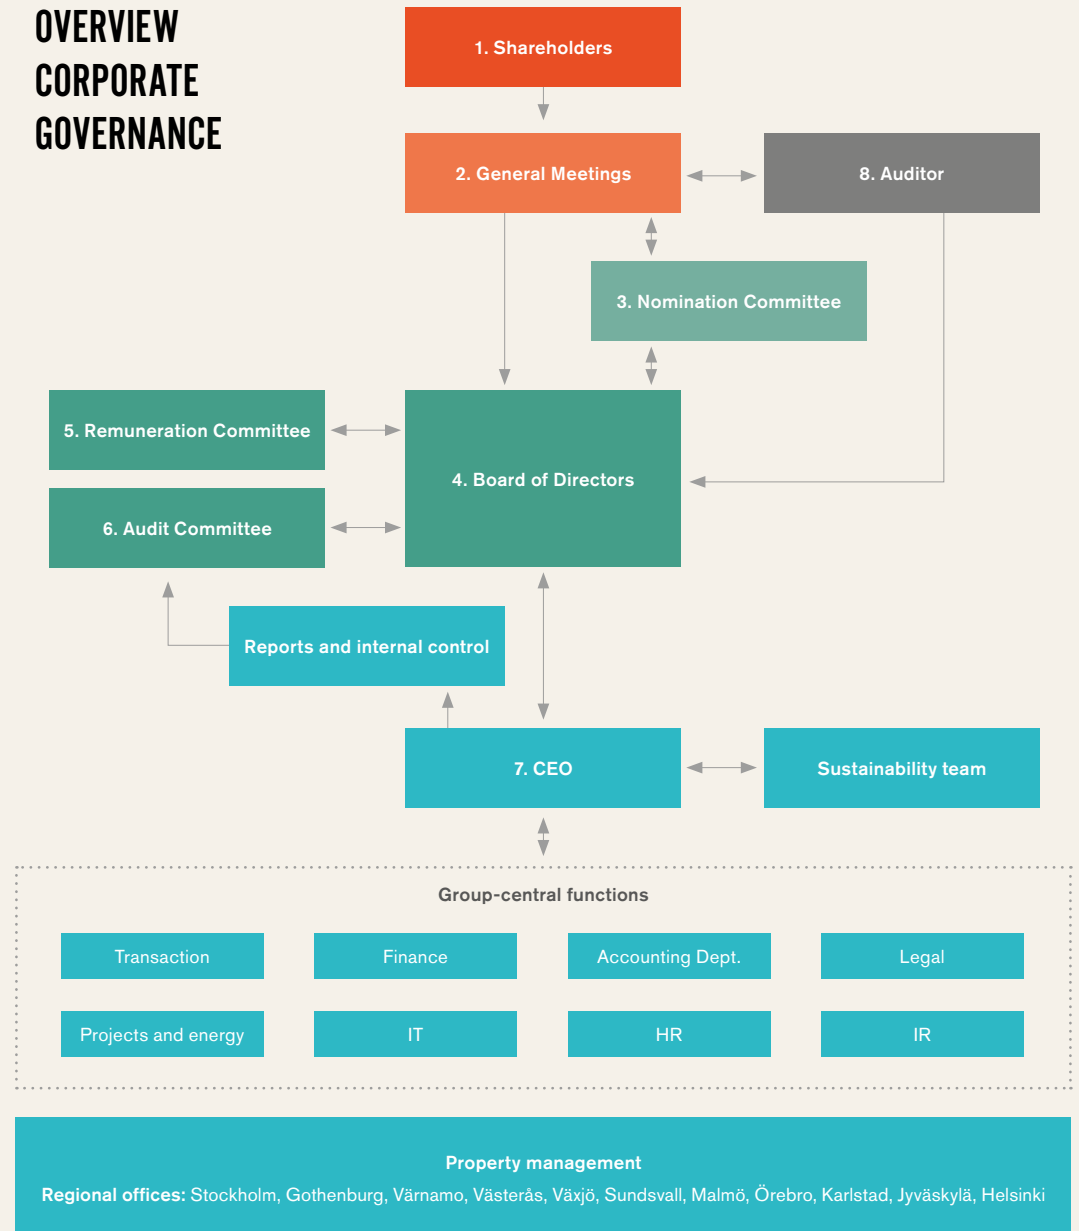 OVERVIEW
CORPORATE
GOVERNANCE
1. Shareholders
2. General Meetings
8. Auditor
3. Nomination Committee
5. Remuneration Committee
4. Board of Directors
6. Audit Committee
Reports and internal control
7. CEO
Sustainability team
Group-central functions
Transaction
Finance
Accounting Dept.
Legal
Projects and energy
IT
HR
IR
Property management
Regional offices: Stockholm, Gothenburg, Värnamo, Västerås, Växjö, Sundsvall, Malmö, Örebro, Karlstad, Jyväskylä, Helsinki